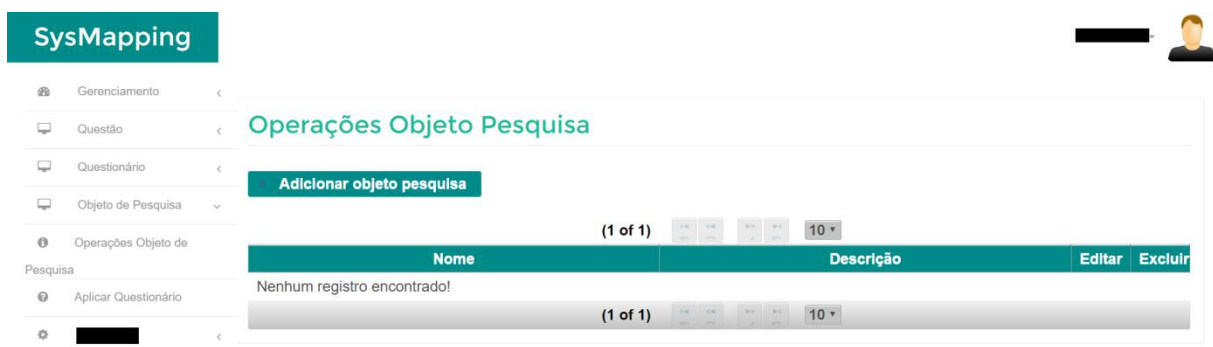 SysMapping
Gerenciamento
Questão
Questionário
Objeto de Pesquisa
Operações Objeto de
Pesquisa
Aplicar Questionário
Operações Objeto Pesquisa
Adicionar objeto pesquisa
(1 of 1) 10
Nome Descrição Editar Excluir
Nenhum registro encontrado!
(1 of 1) 10